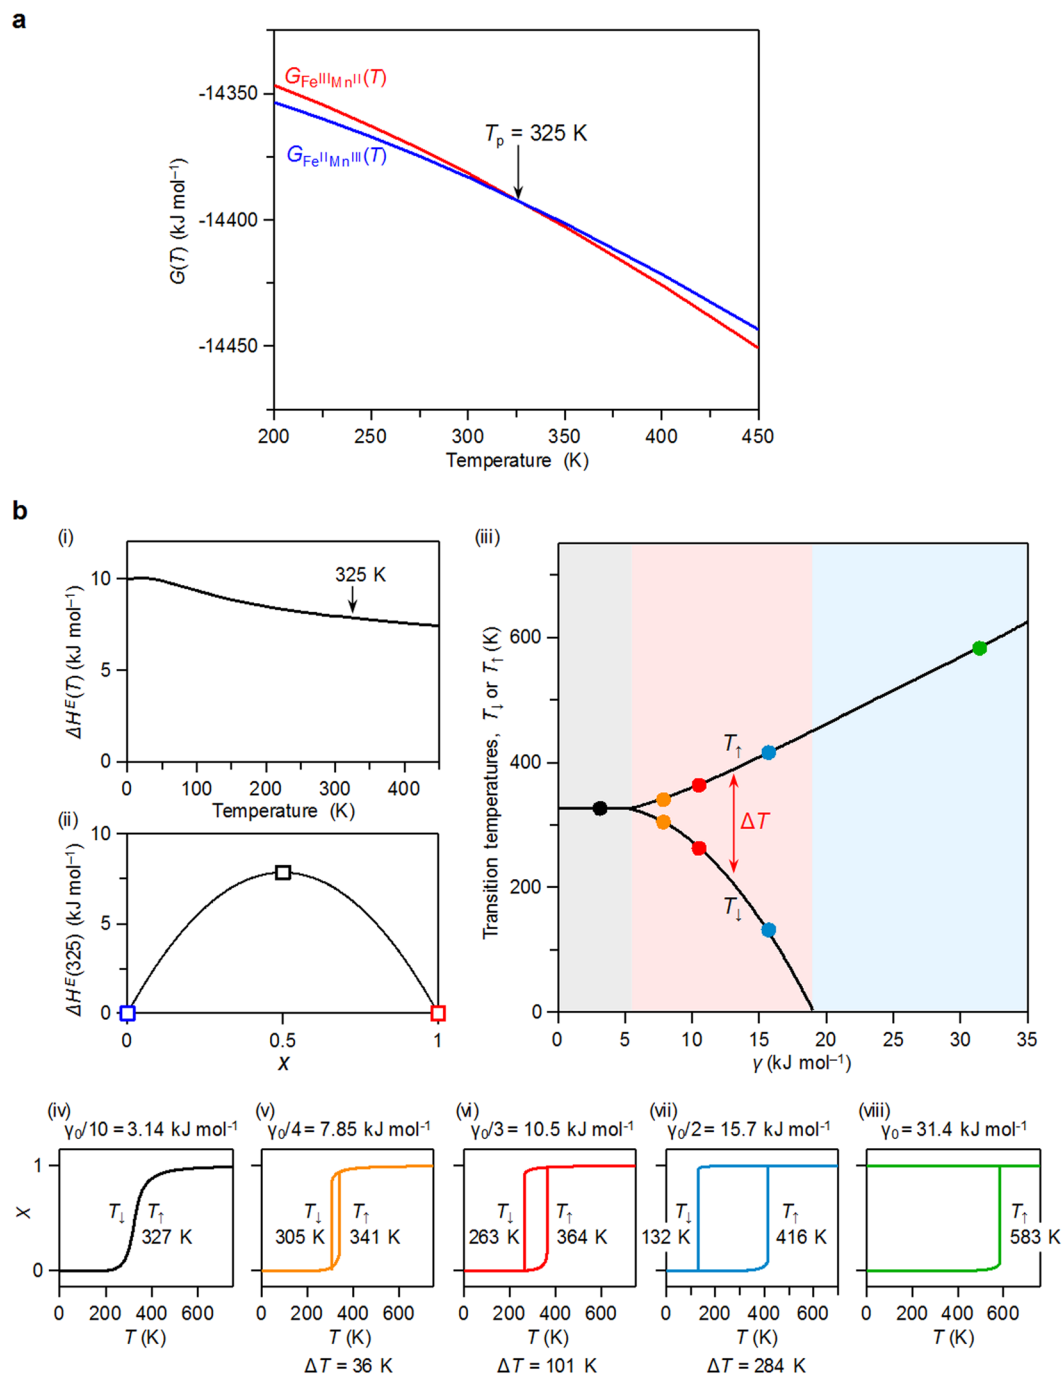 a
G_FeIIIMnII(T)
G_FeIIMnIII(T)
Tp = 325 K
-14350
-14400
-14450
G(T) (kJ mol–1)
200 250 300 350 400 450
Temperature (K)
b
(i)
325 K
10
5
0
ΔH^E(T) (kJ mol–1)
0 100 200 300 400
Temperature (K)
(ii)
10
5
0
ΔH^E(325) (kJ mol–1)
0 0.5 1
x
(iii)
600
400
200
0
Transition temperatures, T↓ or T↑ (K)
T↑
ΔT
T↓
0 5 10 15 20 25 30 35
γ (kJ mol–1)
(iv)
γ0/10 = 3.14 kJ mol-1
1
0
x
T↓ T↑
327 K
0 200 400 600
T (K)
(v)
γ0/4 = 7.85 kJ mol-1
T↓ T↑
305 K 341 K
0 200 400 600
T (K)
ΔT = 36 K
(vi)
γ0/3 = 10.5 kJ mol-1
T↓ T↑
263 K 364 K
0 200 400 600
T (K)
ΔT = 101 K
(vii)
γ0/2 = 15.7 kJ mol-1
T↓ T↑
132 K 416 K
0 200 400 600
T (K)
ΔT = 284 K
(viii)
γ0 = 31.4 kJ mol-1
T↑
583 K
0 200 400 600
T (K)